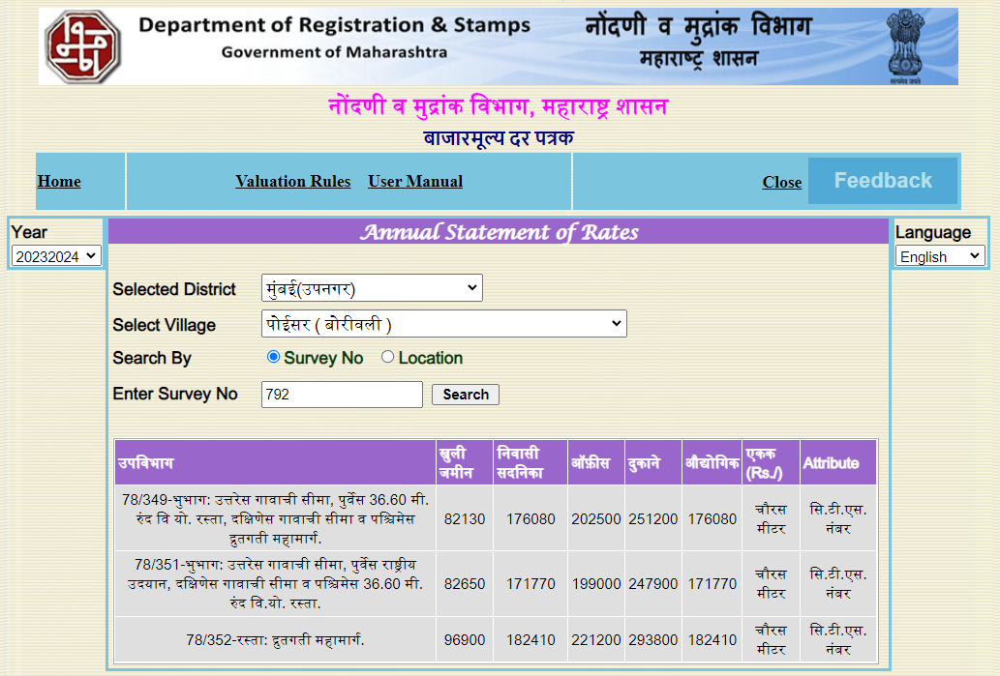 Department of Registration & Stamps
Government of Maharashtra
नोंदणी व मुद्रांक विभाग
महाराष्ट्र शासन
नोंदणी व मुद्रांक विभाग, महाराष्ट्र शासन
बाजारमूल्य दर पत्रक
Home Valuation Rules User Manual Close Feedback
Year
20232024
Annual Statement of Rates
Language
English
Selected District मुंबई(उपनगर)
Select Village पोईसर ( बोरीवली )
Search By Survey No Location
Enter Survey No 792 Search
उपविभाग
खुली
जमीन
निवासी
सदनिका
ऑफ़ीस
दुकाने
औद्योगिक
एकक
(Rs./)
Attribute
78/349-भुभाग: उत्तरेस गावाची सीमा, पुर्वेस 36.60 मी.
रुंद वि यो. रस्ता, दक्षिणेस गावाची सीमा व पश्चिमेस
द्रुतगती महामार्ग.
82130 176080 202500 251200 176080
चौरस
मीटर
सि.टी.एस.
नंबर
78/351-भुभाग: उत्तरेस गावाची सीमा, पुर्वेस राष्ट्रीय
उदयान, दक्षिणेस गावाची सीमा व पश्चिमेस 36.60 मी.
रुंद वि.यो. रस्ता.
82650 171770 199000 247900 171770
चौरस
मीटर
सि.टी.एस.
नंबर
78/352-रस्ता: द्रुतगती महामार्ग.
96900 182410 221200 293800 182410
चौरस
मीटर
सि.टी.एस.
नंबर